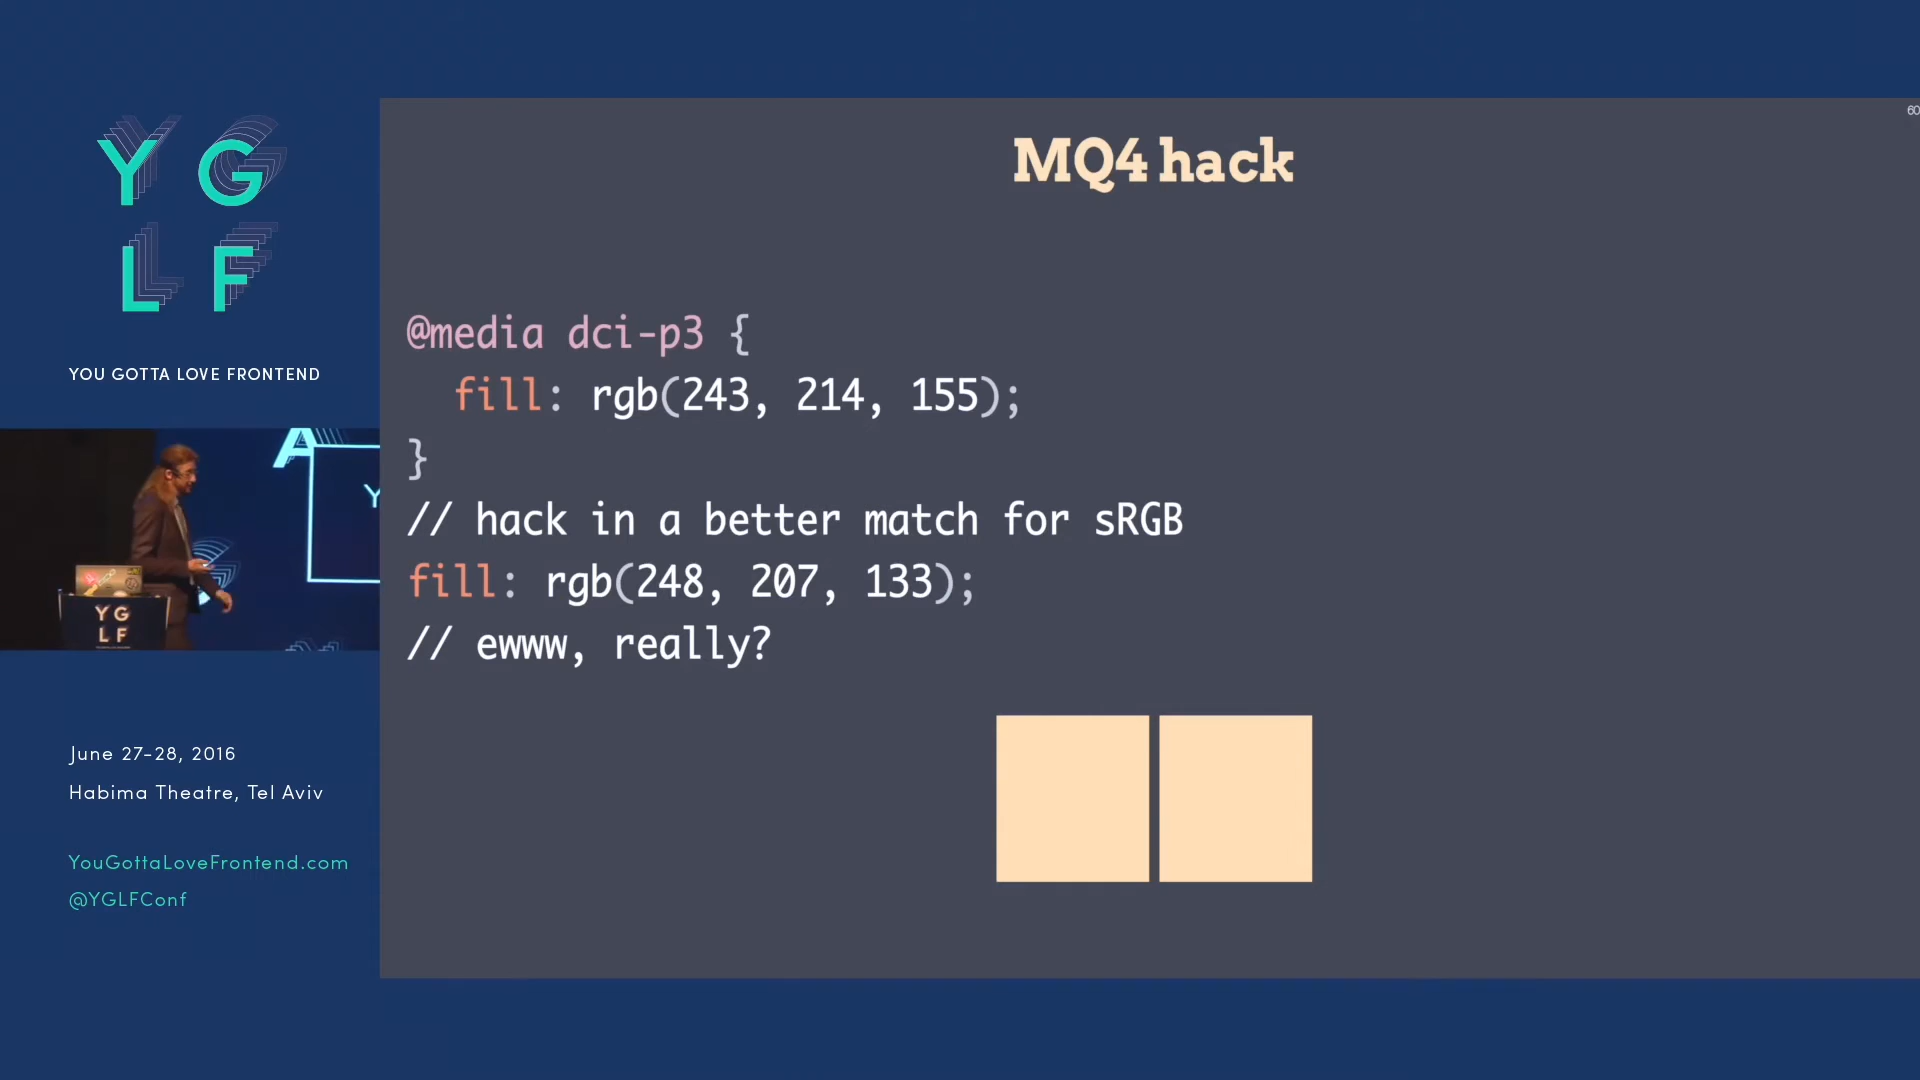 Y G
L F
YOU GOTTA LOVE FRONTEND
A
Y
Y G
L F
June 27-28, 2016
Habima Theatre, Tel Aviv
YouGottaLoveFrontend.com
@YGLFConf
60
MQ4 hack
@media dci-p3 {
fill: rgb(243, 214, 155);
}
// hack in a better match for sRGB
fill: rgb(248, 207, 133);
// ewww, really?